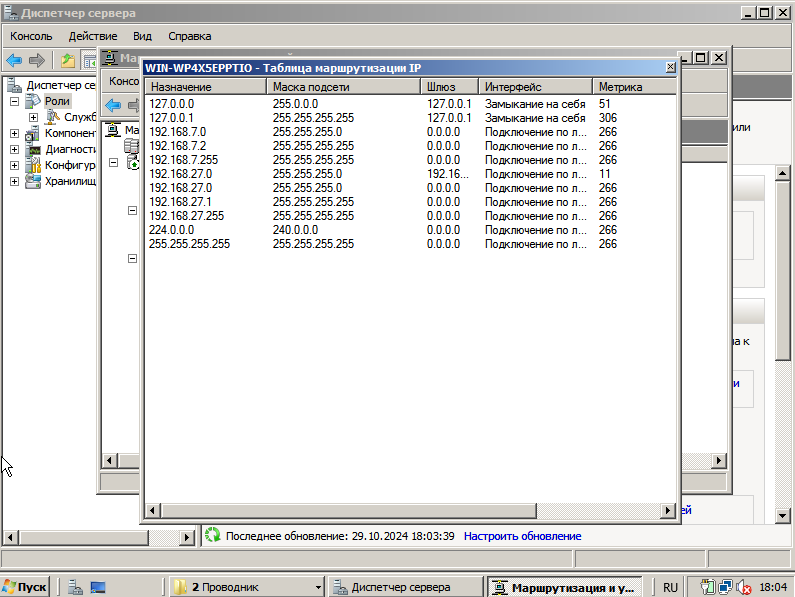 Диспетчер сервера
Консоль Действие Вид Справка
WIN-WP4X5EPPTIO - Таблица маршрутизации IP
Назначение Маска подсети Шлюз Интерфейс Метрика
127.0.0.0 255.0.0.0 127.0.0.1 Замыкание на себя 51
127.0.0.1 255.255.255.255 127.0.0.1 Замыкание на себя 306
192.168.7.0 255.255.255.0 0.0.0.0 Подключение по л... 266
192.168.7.2 255.255.255.255 0.0.0.0 Подключение по л... 266
192.168.7.255 255.255.255.255 0.0.0.0 Подключение по л... 266
192.168.27.0 255.255.255.0 192.16... Подключение по л... 11
192.168.27.0 255.255.255.0 0.0.0.0 Подключение по л... 266
192.168.27.1 255.255.255.255 0.0.0.0 Подключение по л... 266
192.168.27.255 255.255.255.255 0.0.0.0 Подключение по л... 266
224.0.0.0 240.0.0.0 0.0.0.0 Подключение по л... 266
255.255.255.255 255.255.255.255 0.0.0.0 Подключение по л... 266
Консо
Ма
Диспетчер се
Роли
Служб
Компонент
Диагности
Конфигур
Хранилищ
или
а к
и
ей
Последнее обновление: 29.10.2024 18:03:39 Настроить обновление
Пуск 2 Проводник Диспетчер сервера Маршрутизация и у... RU 18:04